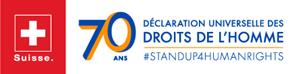 Suisse.
70
ANS
DÉCLARATION UNIVERSELLE DES
DROITS DE L'HOMME
#STANDUP4HUMANRIGHTS